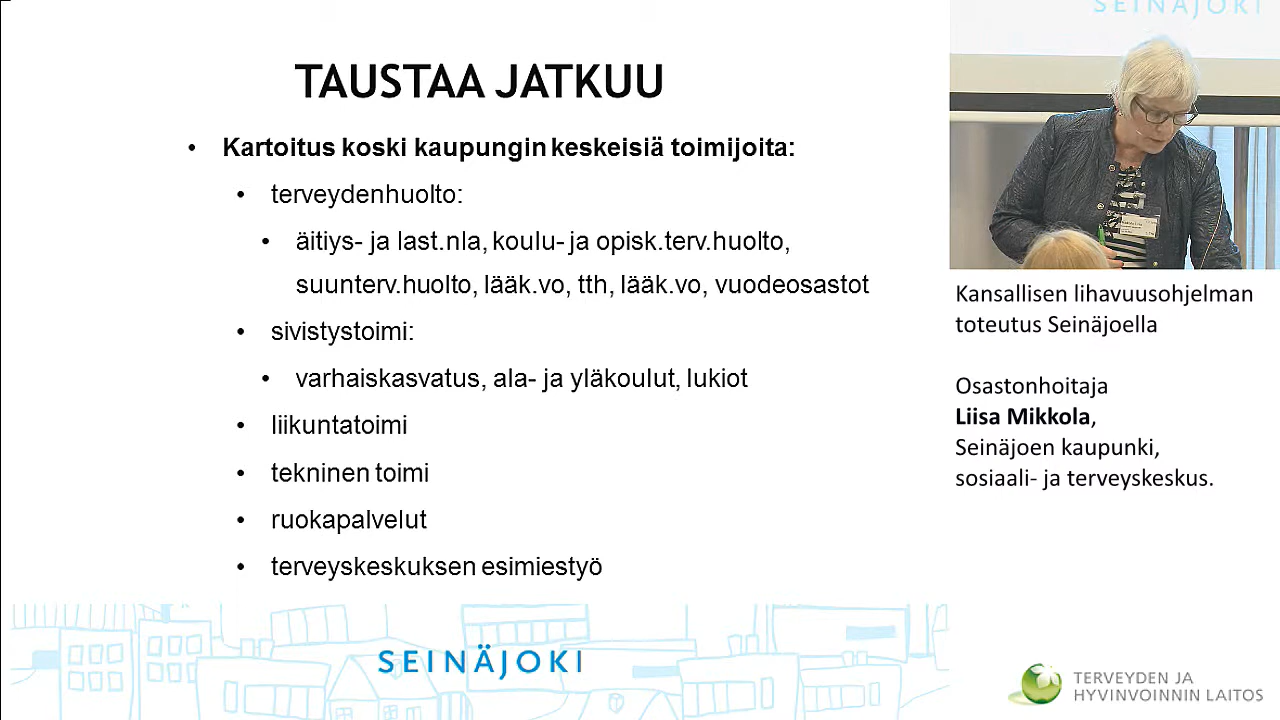 TAUSTAA JATKUU
• Kartoitus koski kaupungin keskeisiä toimijoita:
• terveydenhuolto:
• äitiys- ja last.nla, koulu- ja opisk.terv.huolto,
suunterv.huolto, lääk.vo, tth, lääk.vo, vuodeosastot
• sivistystoimi:
• varhaiskasvatus, ala- ja yläkoulut, lukiot
• liikuntatoimi
• tekninen toimi
• ruokapalvelut
• terveyskeskuksen esimiestyö
SEINÄJOKI
SEINÄJOKI
Kansallisen lihavuusohjelman
toteutus Seinäjoella
Osastonhoitaja
Liisa Mikkola,
Seinäjoen kaupunki,
sosiaali- ja terveyskeskus.
TERVEYDEN JA
HYVINVOINNIN LAITOS